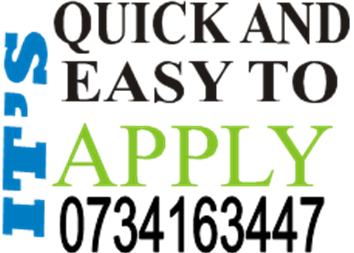 IT'S
QUICK AND
EASY TO
APPLY
0734163447